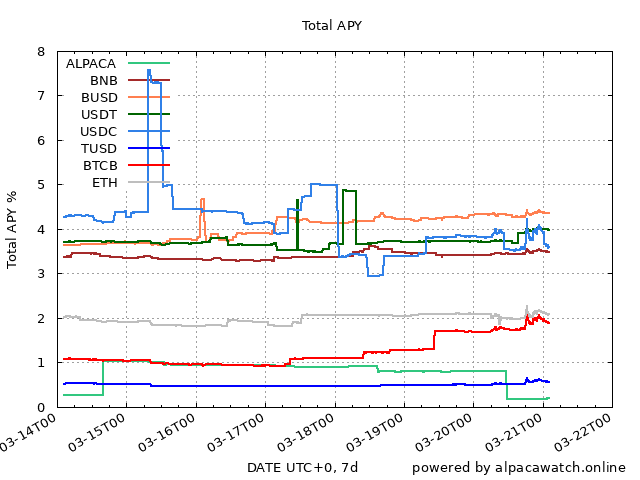 Total APY
8
7
6
5
4
3
2
1
0
Total APY %
ALPACA
BNB
BUSD
USDT
USDC
TUSD
BTCB
ETH
03-14T00
03-15T00
03-16T00
03-17T00
03-18T00
03-19T00
03-20T00
03-21T00
03-22T00
DATE UTC+0, 7d
powered by alpacawatch.online